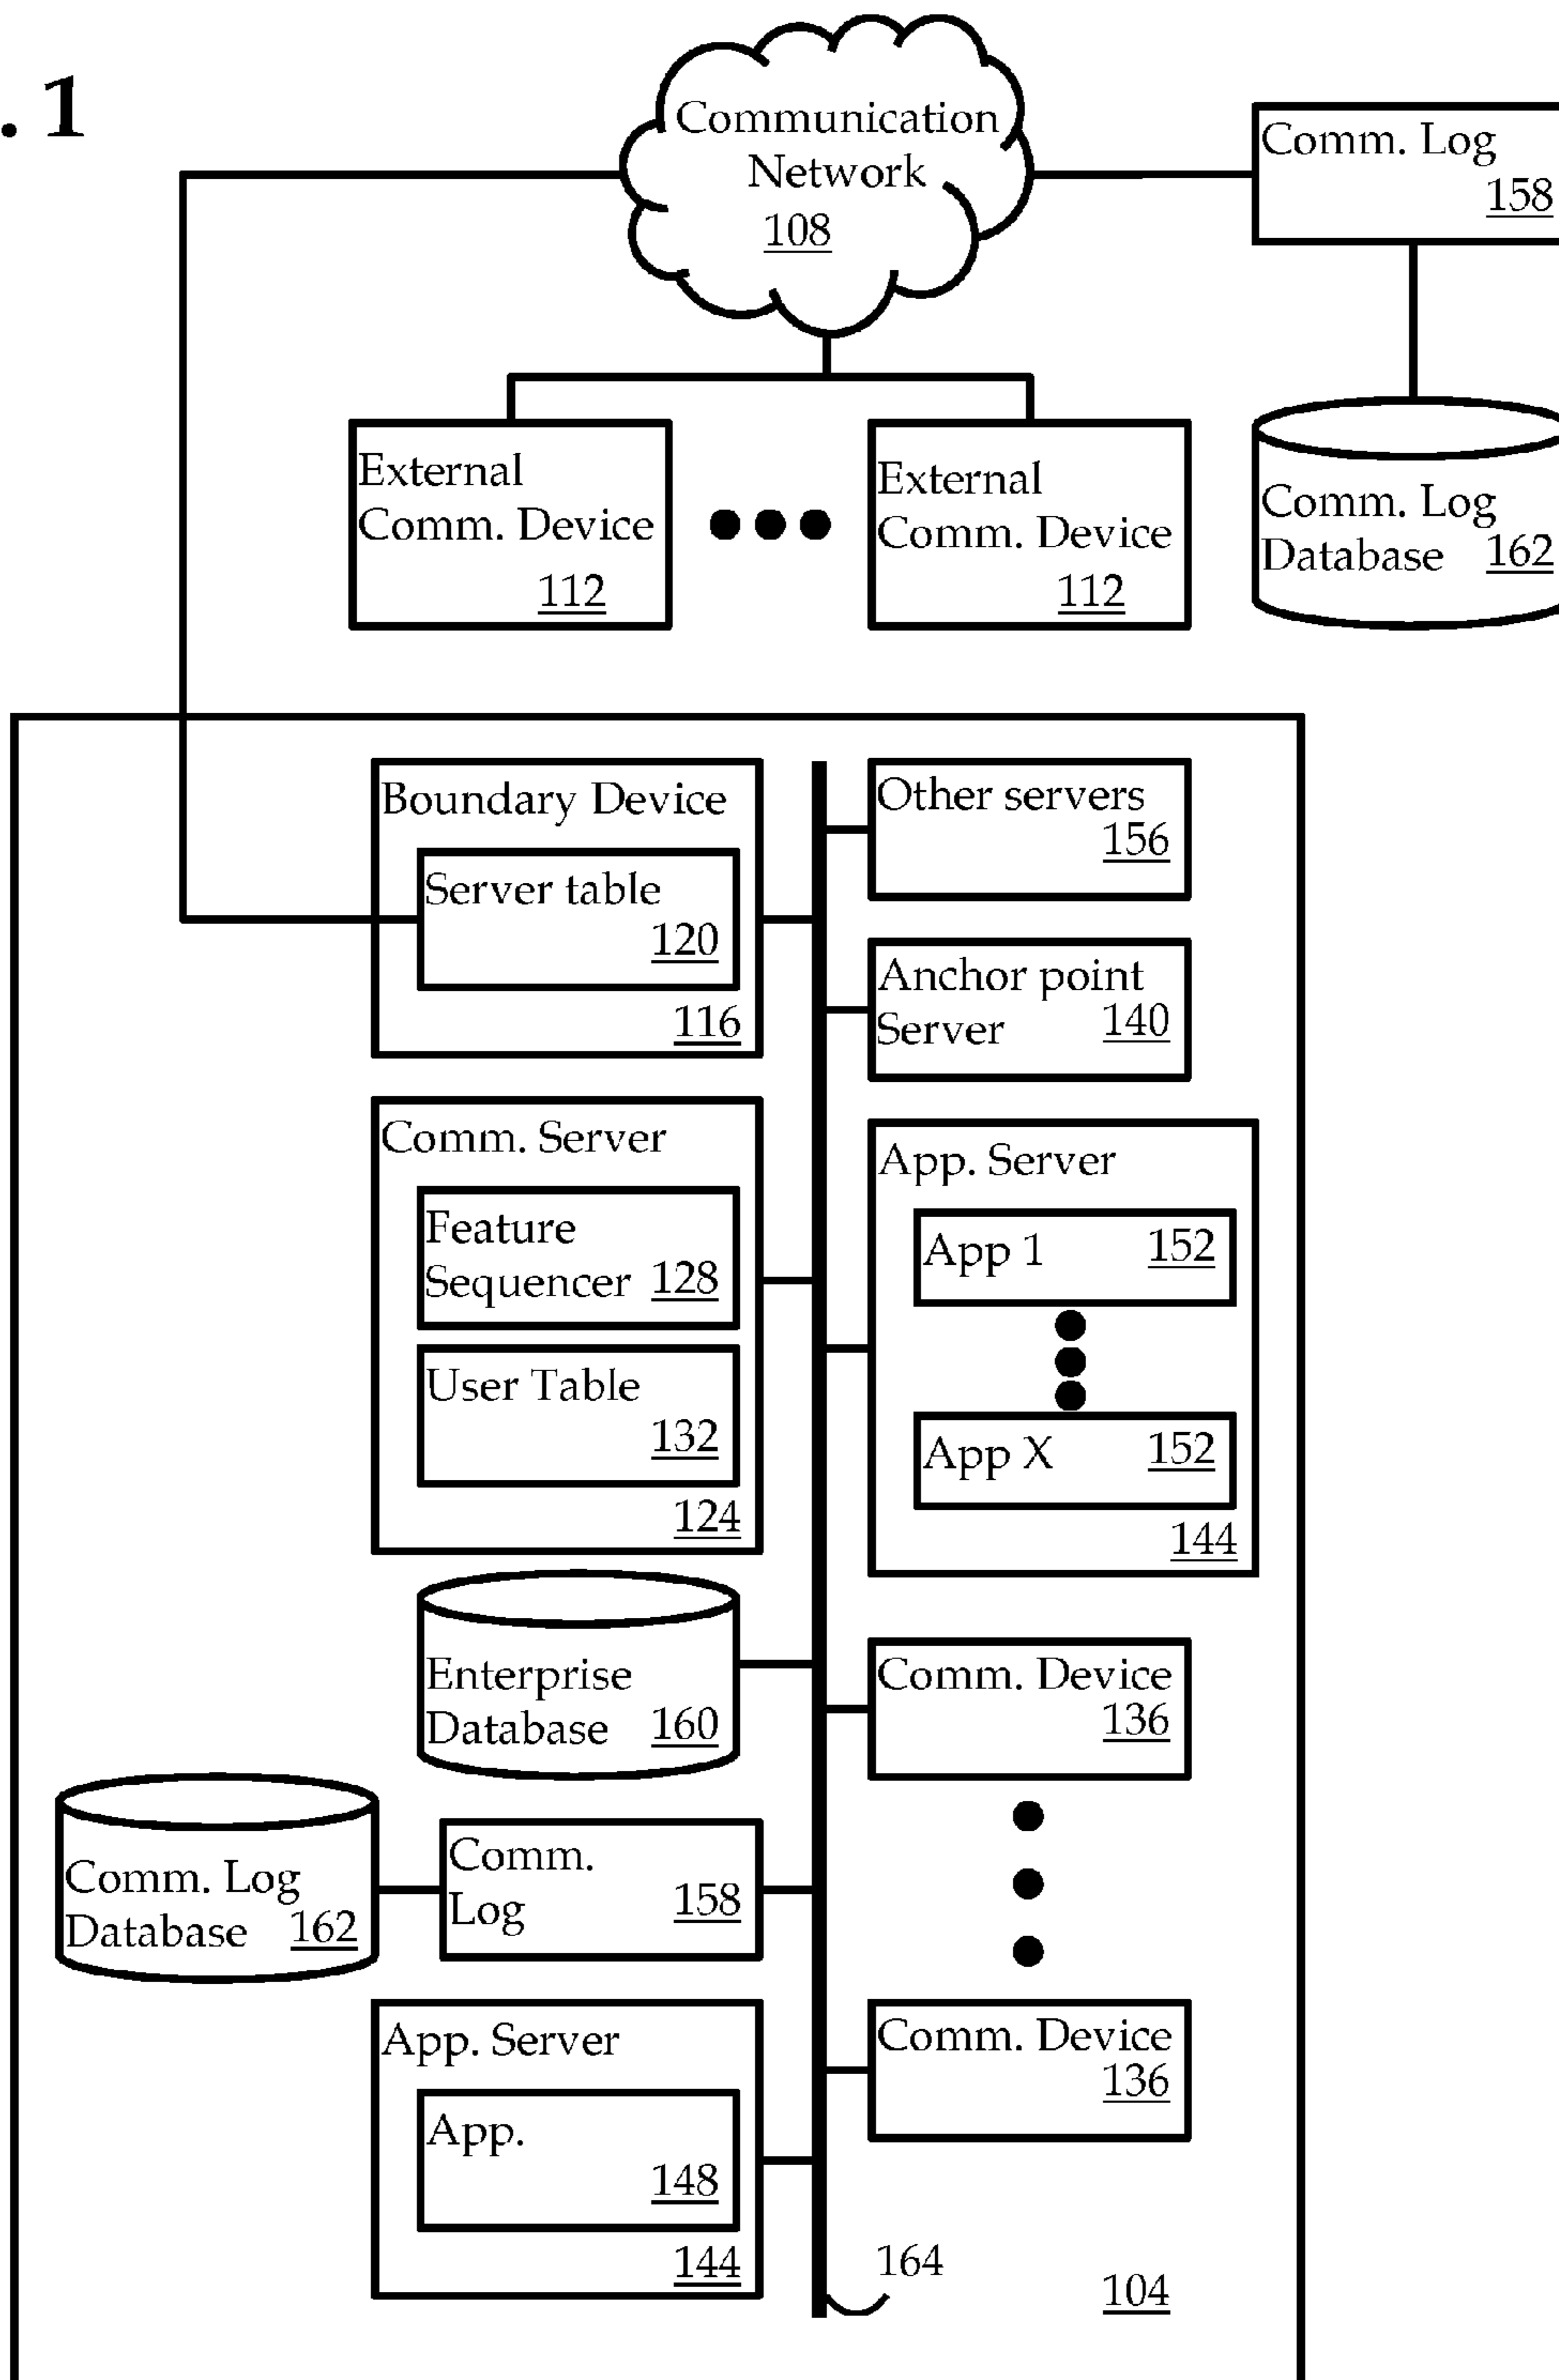 . 1
Communication
Network
108
Comm. Log
158
External
Comm. Device
112
External
Comm. Device
112
Comm. Log
Database 162
Boundary Device
Server table
120
116
Other servers
156
Anchor point
Server 140
Comm. Server
Feature
Sequencer 128
User Table
132
124
App. Server
App 1 152
App X 152
144
Enterprise
Database 160
Comm. Device
136
Comm. Log
Database 162
Comm.
Log 158
App. Server
App.
148
144
Comm. Device
136
164
104